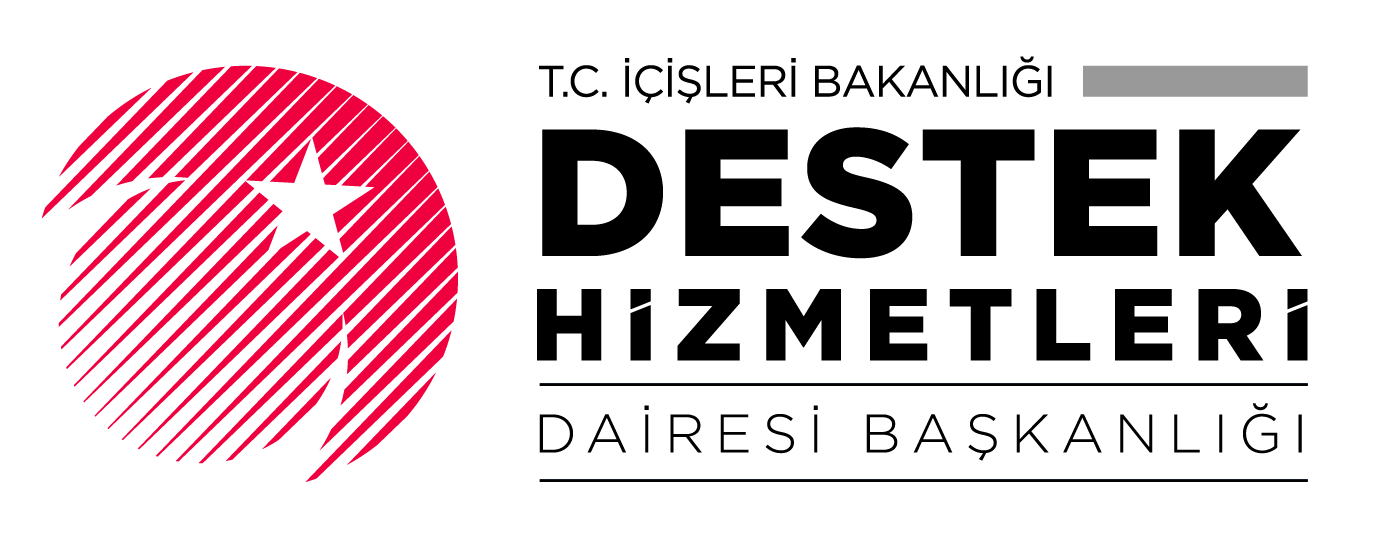 T.C. İÇİŞLERİ BAKANLIĞI
DESTEK
HİZMETLERİ
DAİRESİ BAŞKANLIĞI